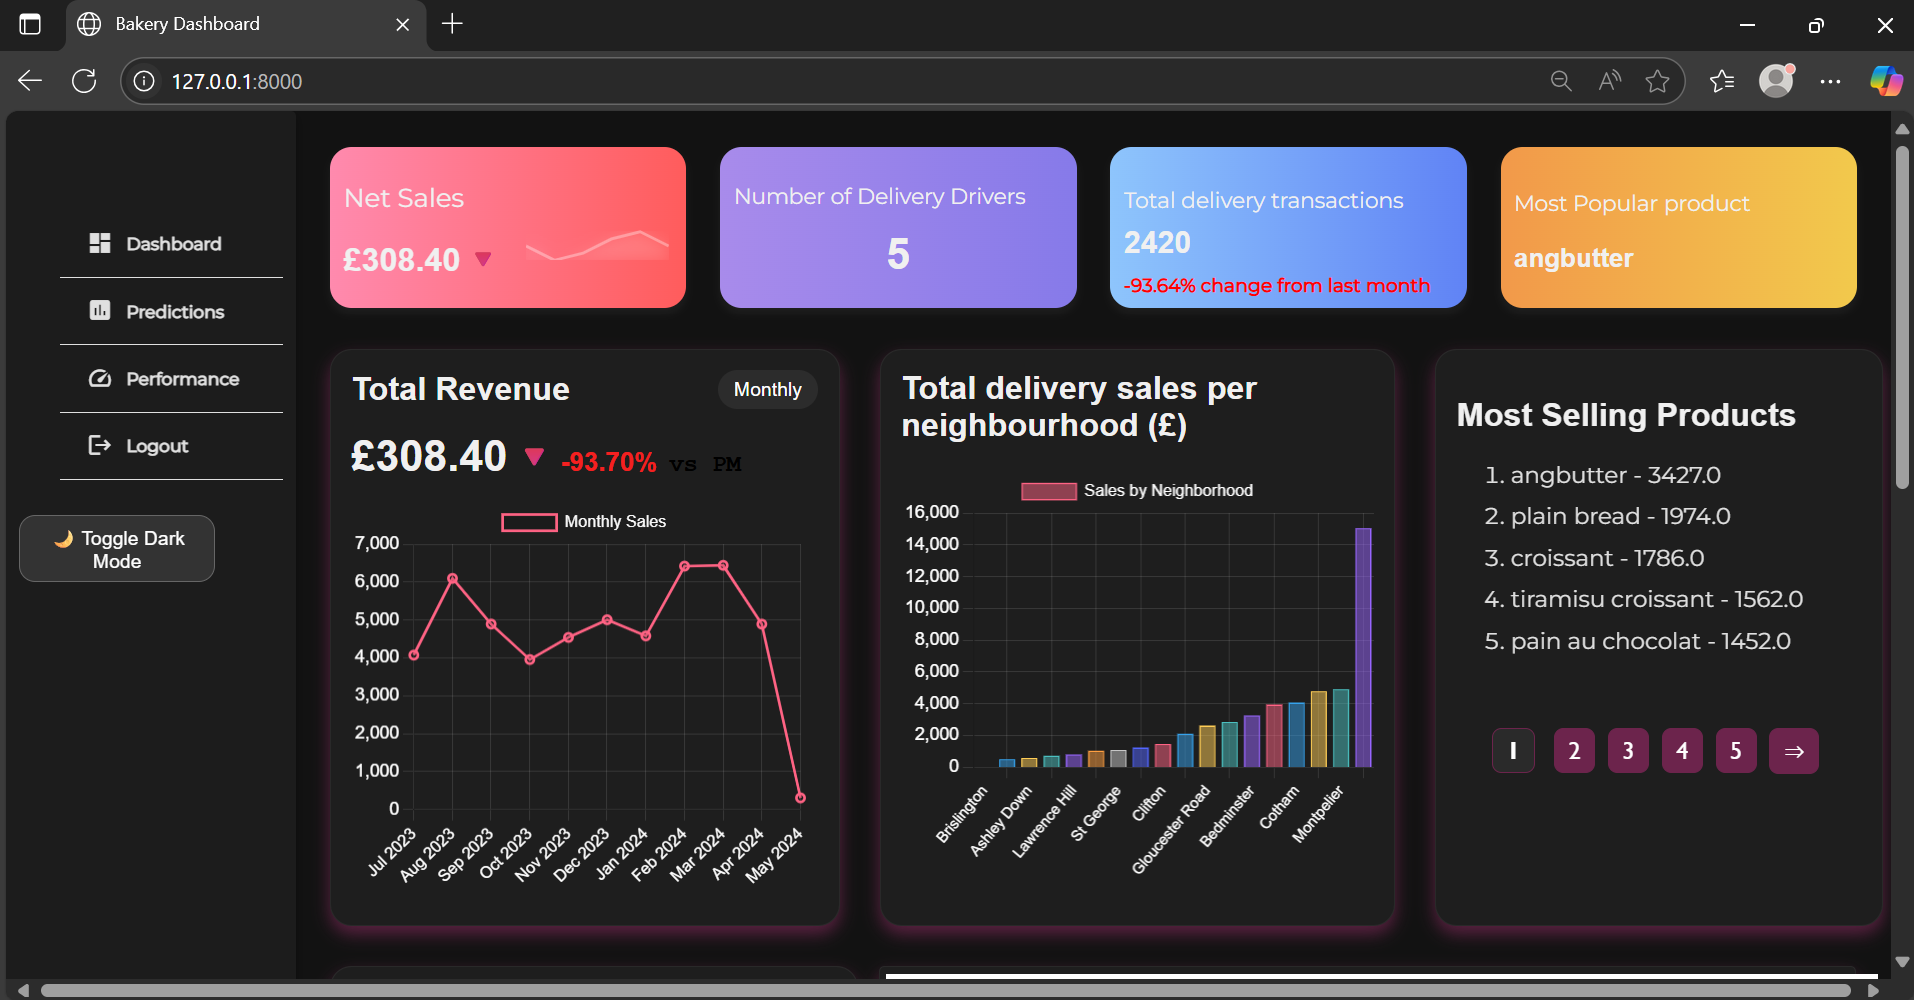 Bakery Dashboard
127.0.0.1:8000
Dashboard
Predictions
Performance
Logout
🌙 Toggle Dark
Mode
Net Sales
£308.40 ▼
Number of Delivery Drivers
5
Total delivery transactions
2420
-93.64% change from last month
Most Popular product
angbutter
Total Revenue
Monthly
£308.40 ▼ -93.70% vs PM
Monthly Sales
7,000
6,000
5,000
4,000
3,000
2,000
1,000
0
Jul 2023
Aug 2023
Sep 2023
Oct 2023
Nov 2023
Dec 2023
Jan 2024
Feb 2024
Mar 2024
Apr 2024
May 2024
Total delivery sales per
neighbourhood (£)
Sales by Neighborhood
16,000
14,000
12,000
10,000
8,000
6,000
4,000
2,000
0
Brislington
Ashley Down
Lawrence Hill
St George
Clifton
Gloucester Road
Bedminster
Cotham
Montpelier
Most Selling Products
1. angbutter - 3427.0
2. plain bread - 1974.0
3. croissant - 1786.0
4. tiramisu croissant - 1562.0
5. pain au chocolat - 1452.0
1 2 3 4 5 ⇒